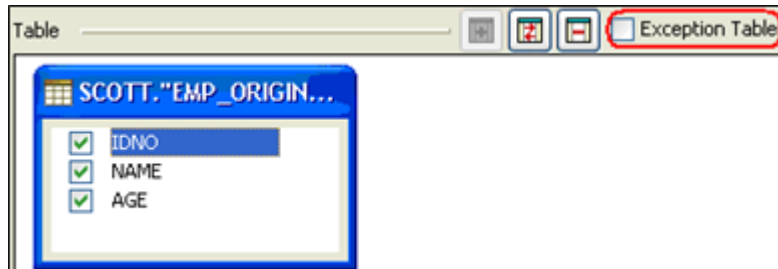 Table
Exception Table
SCOTT."EMP_ORIGIN...
IDNO
NAME
AGE